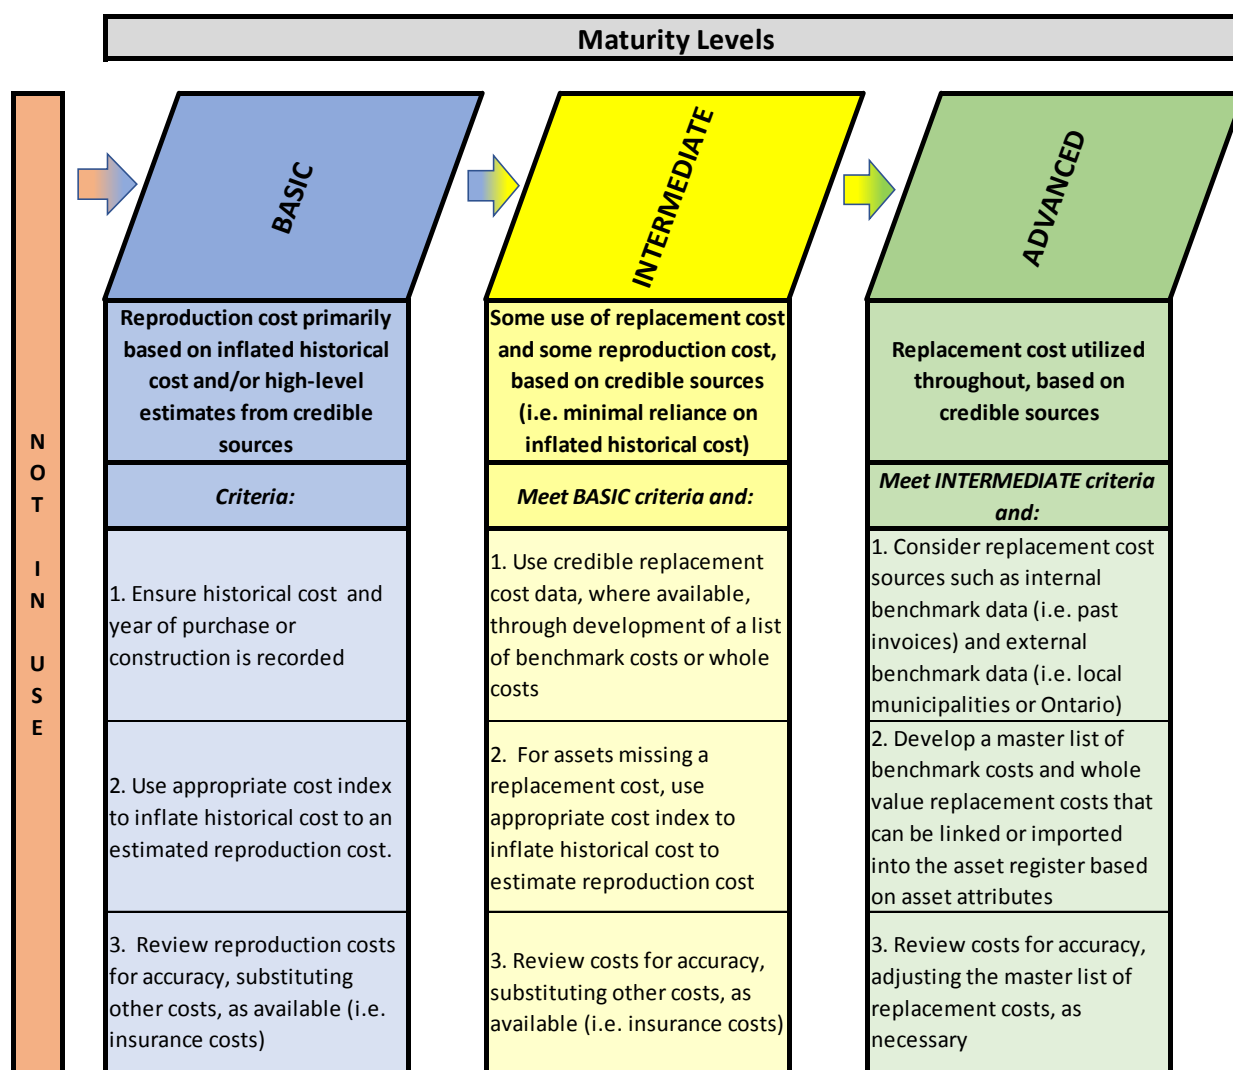 Maturity Levels
N
O
T
I
N
U
S
E
BASIC
Reproduction cost primarily
based on inflated historical
cost and/or high-level
estimates from credible
sources
Criteria:
1. Ensure historical cost  and
year of purchase or
construction is recorded
2. Use appropriate cost index
to inflate historical cost to an
estimated reproduction cost.
3.  Review reproduction costs
for accuracy, substituting
other costs, as available (i.e.
insurance costs)
INTERMEDIATE
Some use of replacement cost
and some reproduction cost,
based on credible sources
(i.e. minimal reliance on
inflated historical cost)
Meet BASIC criteria and:
1. Use credible replacement
cost data, where available,
through development of a list
of benchmark costs or whole
costs
2.  For assets missing a
replacement cost, use
appropriate cost index to
inflate historical cost to
estimate reproduction cost
3. Review costs for accuracy,
substituting other costs, as
available (i.e. insurance costs)
ADVANCED
Replacement cost utilized
throughout, based on
credible sources
Meet INTERMEDIATE criteria
and:
1. Consider replacement cost
sources such as internal
benchmark data (i.e. past
invoices) and external
benchmark data (i.e. local
municipalities or Ontario)
2. Develop a master list of
benchmark costs and whole
value replacement costs that
can be linked or imported
into the asset register based
on asset attributes
3. Review costs for accuracy,
adjusting the master list of
replacement costs, as
necessary